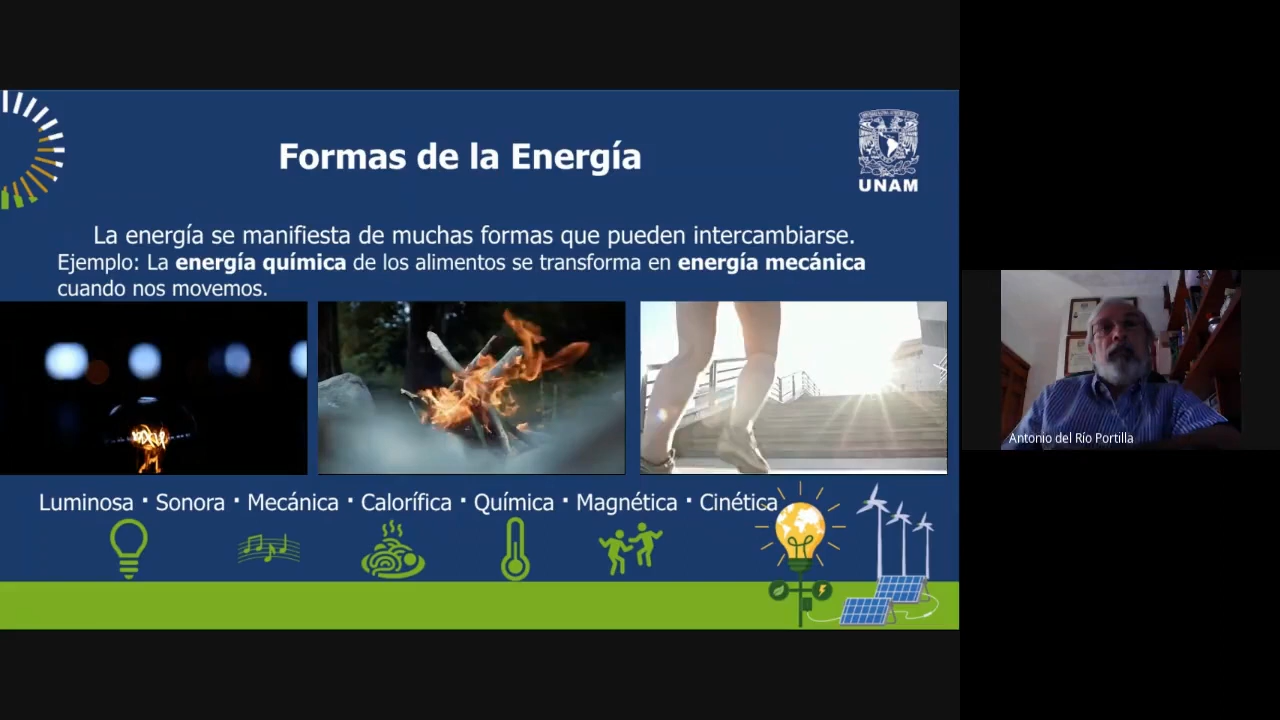 Formas de la Energía
UNAM
La energía se manifiesta de muchas formas que pueden intercambiarse.
Ejemplo: La energía química de los alimentos se transforma en energía mecánica
cuando nos movemos.
Luminosa · Sonora · Mecánica · Calorífica · Química · Magnética · Cinética
Antonio del Río Portilla